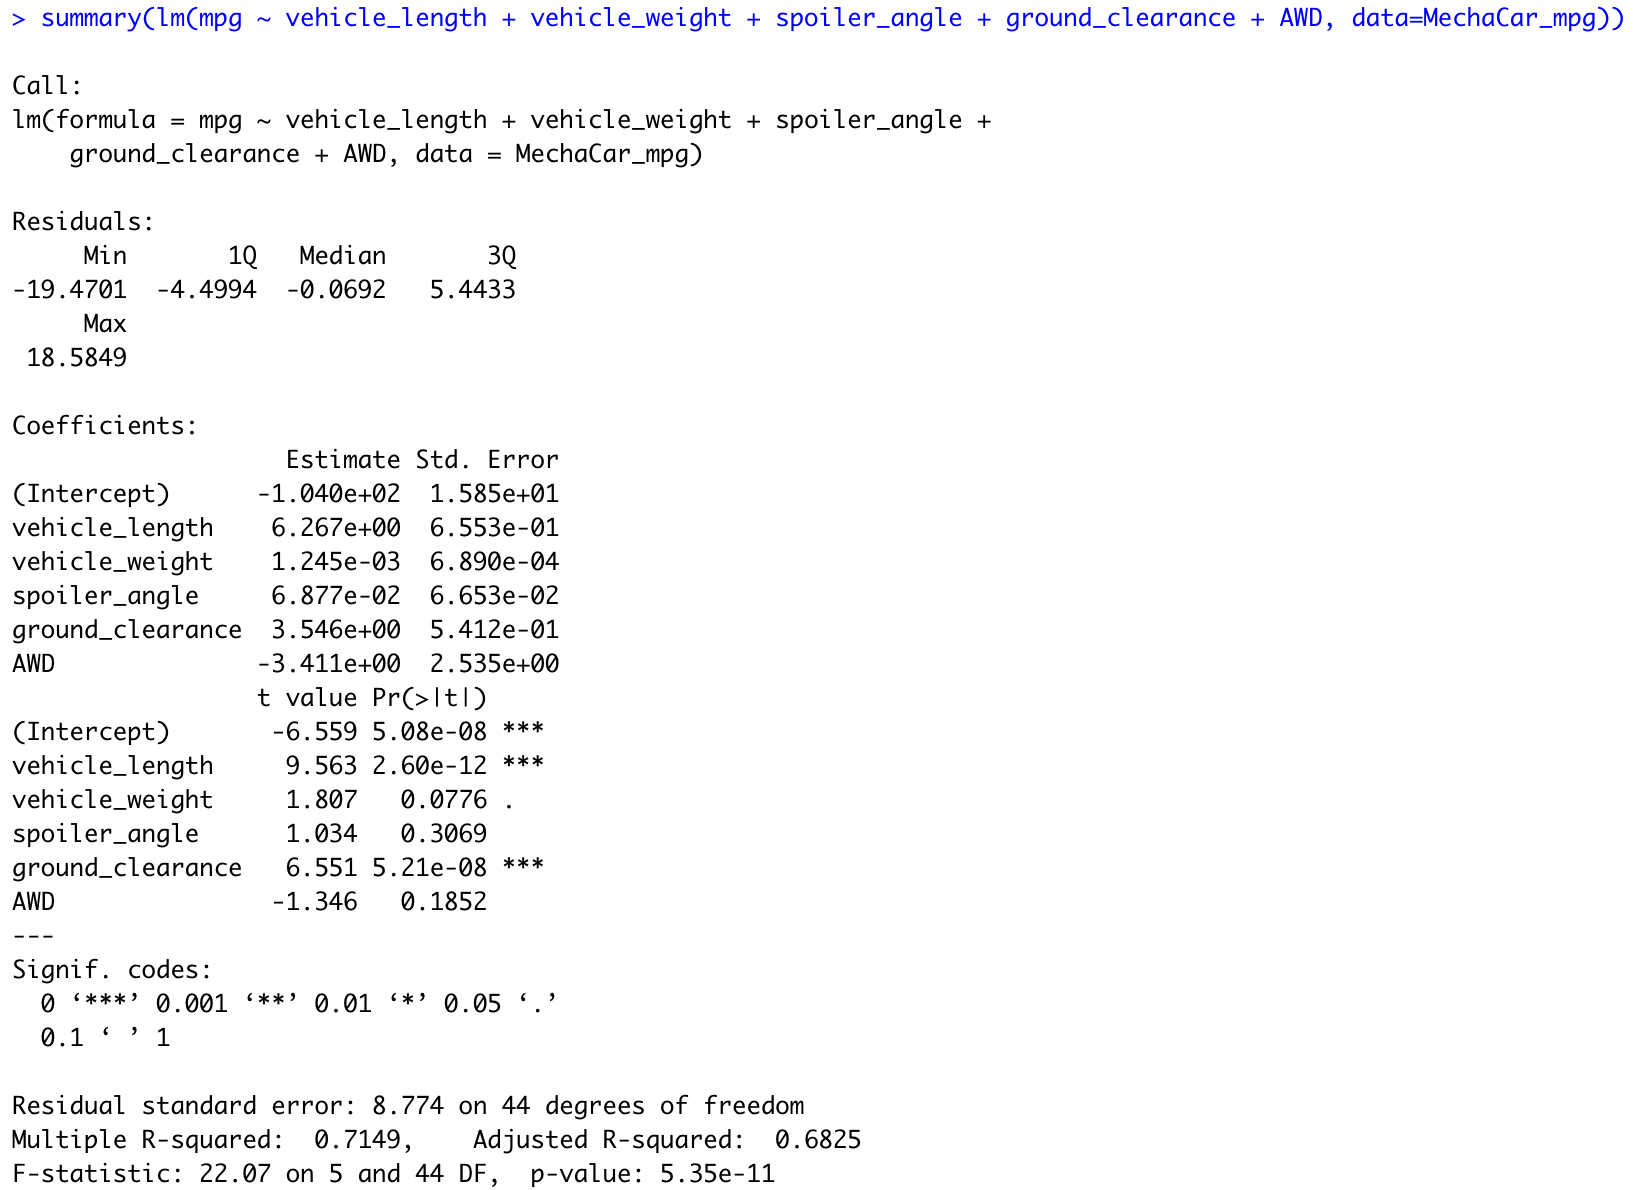 > summary(lm(mpg ~ vehicle_length + vehicle_weight + spoiler_angle + ground_clearance + AWD, data=MechaCar_mpg))

Call:
lm(formula = mpg ~ vehicle_length + vehicle_weight + spoiler_angle +
    ground_clearance + AWD, data = MechaCar_mpg)

Residuals:
     Min       1Q   Median       3Q
-19.4701  -4.4994  -0.0692   5.4433
     Max
 18.5849

Coefficients:
                   Estimate Std. Error
(Intercept)      -1.040e+02  1.585e+01
vehicle_length    6.267e+00  6.553e-01
vehicle_weight    1.245e-03  6.890e-04
spoiler_angle     6.877e-02  6.653e-02
ground_clearance  3.546e+00  5.412e-01
AWD              -3.411e+00  2.535e+00
                 t value Pr(>|t|)
(Intercept)       -6.559 5.08e-08 ***
vehicle_length     9.563 2.60e-12 ***
vehicle_weight     1.807   0.0776 .
spoiler_angle      1.034   0.3069
ground_clearance   6.551 5.21e-08 ***
AWD               -1.346   0.1852
---
Signif. codes:
  0 ‘***’ 0.001 ‘**’ 0.01 ‘*’ 0.05 ‘.’
  0.1 ‘ ’ 1

Residual standard error: 8.774 on 44 degrees of freedom
Multiple R-squared:  0.7149,    Adjusted R-squared:  0.6825
F-statistic: 22.07 on 5 and 44 DF,  p-value: 5.35e-11